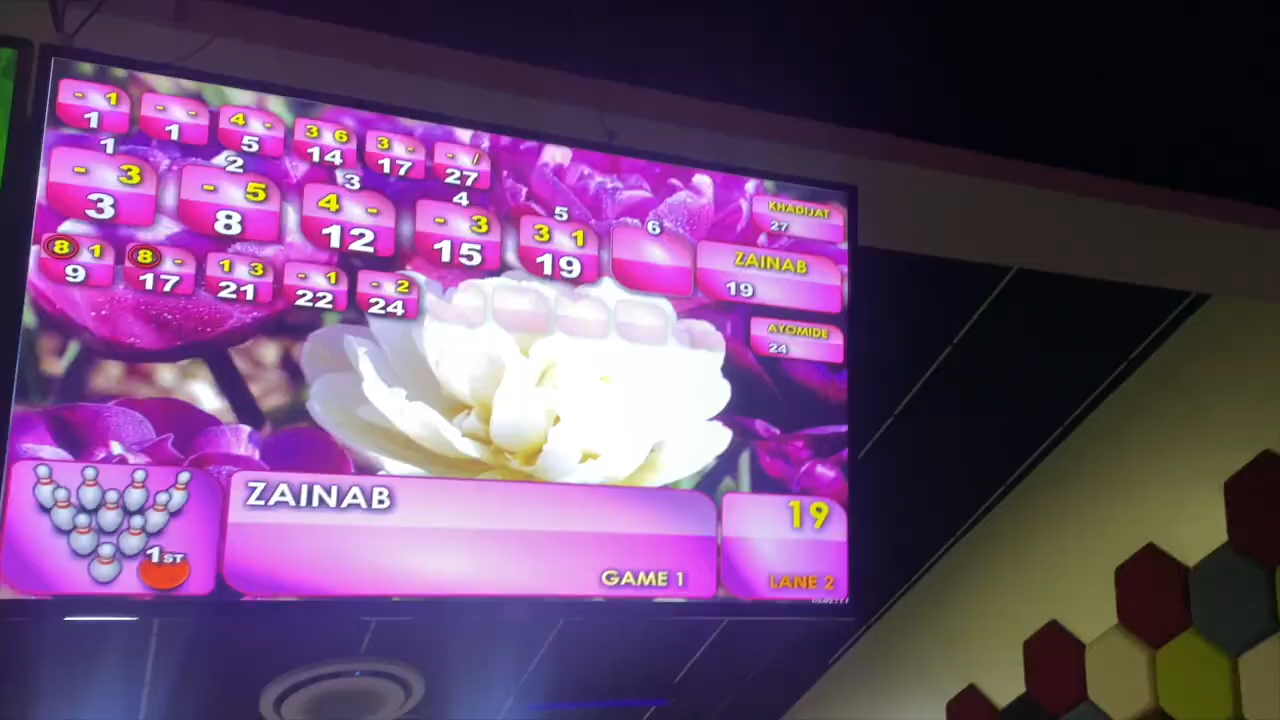 - 1 - - 4 - 3 6 3 - - /
1 1 5 14 17 27
KHADIJAT
27
1 2 3 4 5 6
- 3 - 5 4 - - 3 3 1
3 8 12 15 19
ZAINAB
19
8 1 8 - 1 3 - 1 - 2
9 17 21 22 24
AYOMIDE
24
1ST
ZAINAB
GAME 1
19
LANE 2